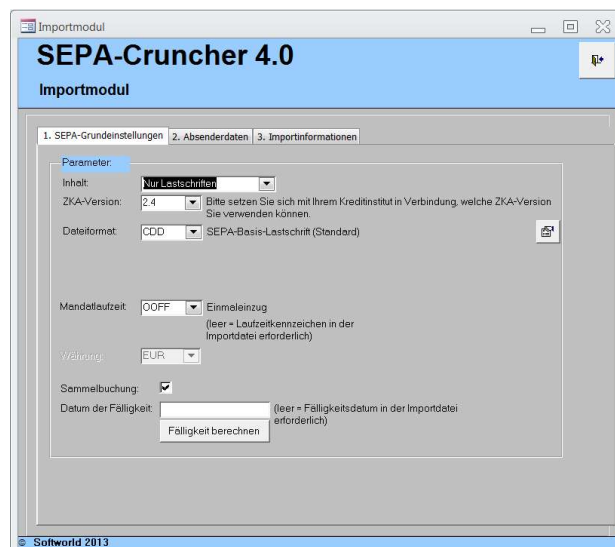 Importmodul
SEPA-Cruncher 4.0
Importmodul
1. SEPA-Grundeinstellungen 2. Absenderdaten 3. Importinformationen
Parameter:
Inhalt: Nur Lastschriften
ZKA-Version: 2.4 Bitte setzen Sie sich mit Ihrem Kreditinstitut in Verbindung, welche ZKA-Version
Sie verwenden können.
Dateiformat: CDD SEPA-Basis-Lastschrift (Standard)
Mandatlaufzeit: OOFF Einmaleinzug
(leer = Laufzeitkennzeichen in der
Importdatei erforderlich)
Währung: EUR
Sammelbuchung:
Datum der Fälligkeit: (leer = Fälligkeitsdatum in der Importdatei
erforderlich)
Fälligkeit berechnen
© Softworld 2013